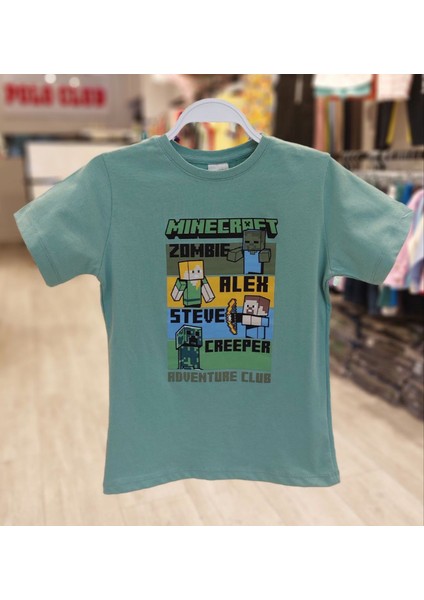 POLO CLUB
MINECRAFT
ZOMBIE
ALEX
STEVE
CREEPER
ADVENTURE CLUB